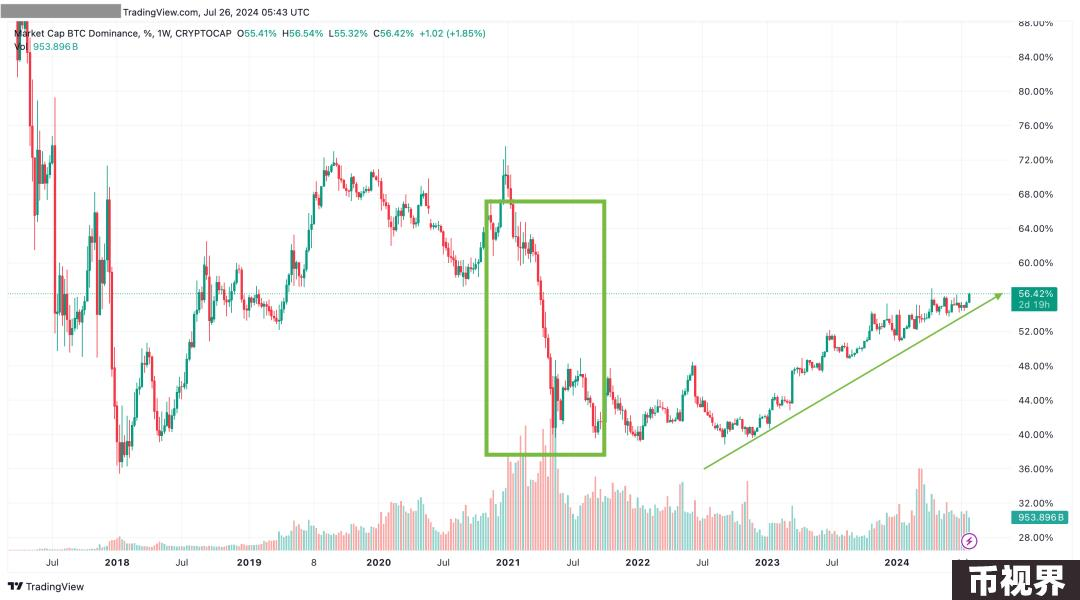 TradingView.com, Jul 26, 2024 05:43 UTC
Market Cap BTC Dominance, %, 1W, CRYPTOCAP O55.41% H56.54% L55.32% C56.42% +1.02 (+1.85%)
Vol 953.896 B
88.00%
84.00%
80.00%
76.00%
72.00%
68.00%
64.00%
60.00%
56.42%
2d 19h
52.00%
48.00%
44.00%
40.00%
36.00%
32.00%
953.896 B
28.00%
Jul 2018 Jul 2019 8 2020 Jul 2021 Jul 2022 Jul 2023 Jul 2024
TradingView
币视界